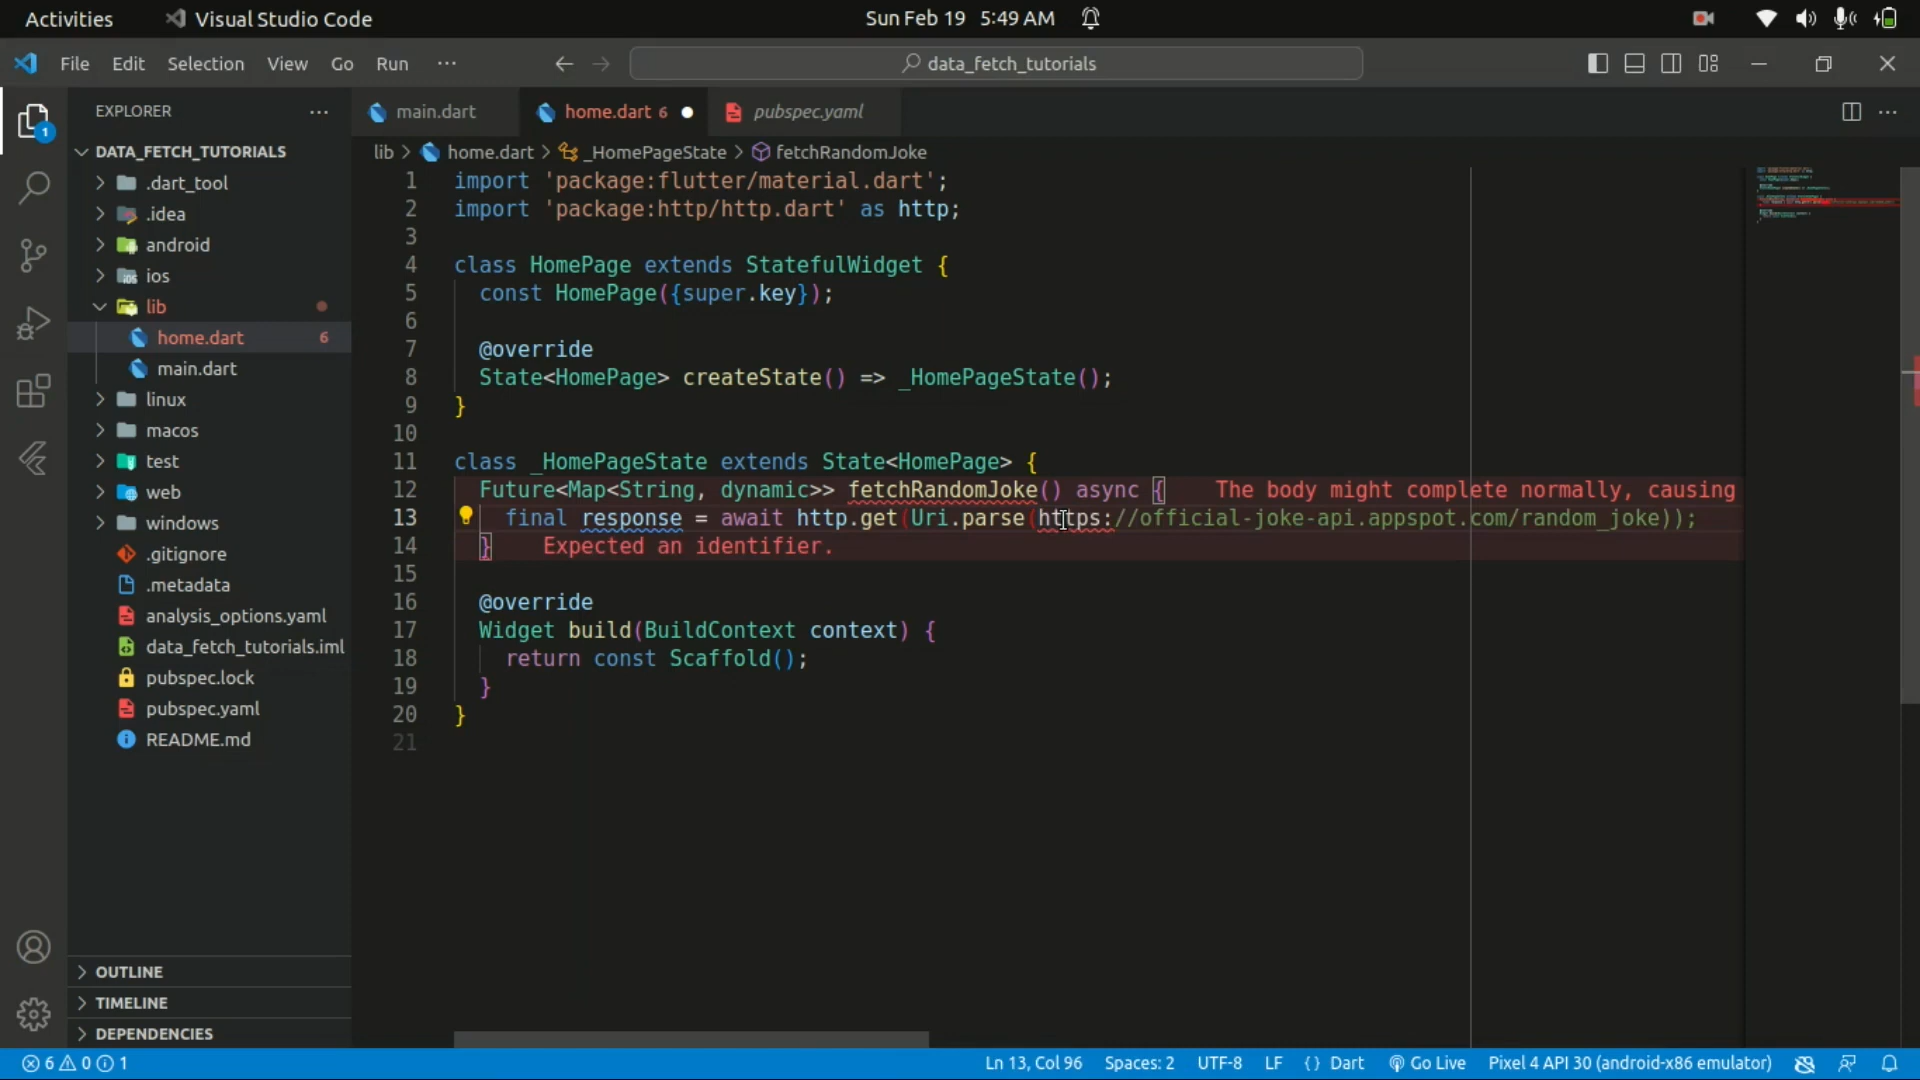 Activities Visual Studio Code Sun Feb 19 5:49 AM
File Edit Selection View Go Run ··· data_fetch_tutorials
EXPLORER ··· main.dart home.dart 6 pubspec.yaml
lib > home.dart > _HomePageState > fetchRandomJoke
DATA_FETCH_TUTORIALS
.dart_tool
.idea
android
ios
lib
home.dart 6
main.dart
linux
macos
test
web
windows
.gitignore
.metadata
analysis_options.yaml
data_fetch_tutorials.iml
pubspec.lock
pubspec.yaml
README.md
OUTLINE
TIMELINE
DEPENDENCIES
1
1 import 'package:flutter/material.dart';
2 import 'package:http/http.dart' as http;
3
4 class HomePage extends StatefulWidget {
5 const HomePage({super.key});
6
7 @override
8 State<HomePage> createState() => _HomePageState();
9 }
10
11 class _HomePageState extends State<HomePage> {
12 Future<Map<String, dynamic>> fetchRandomJoke() async { The body might complete normally, causing
13 final response = await http.get(Uri.parse(https://official-joke-api.appspot.com/random_joke));
14 } Expected an identifier.
15
16 @override
17 Widget build(BuildContext context) {
18 return const Scaffold();
19 }
20 }
21
6 0 1 Ln 13, Col 96 Spaces: 2 UTF-8 LF {} Dart Go Live Pixel 4 API 30 (android-x86 emulator)